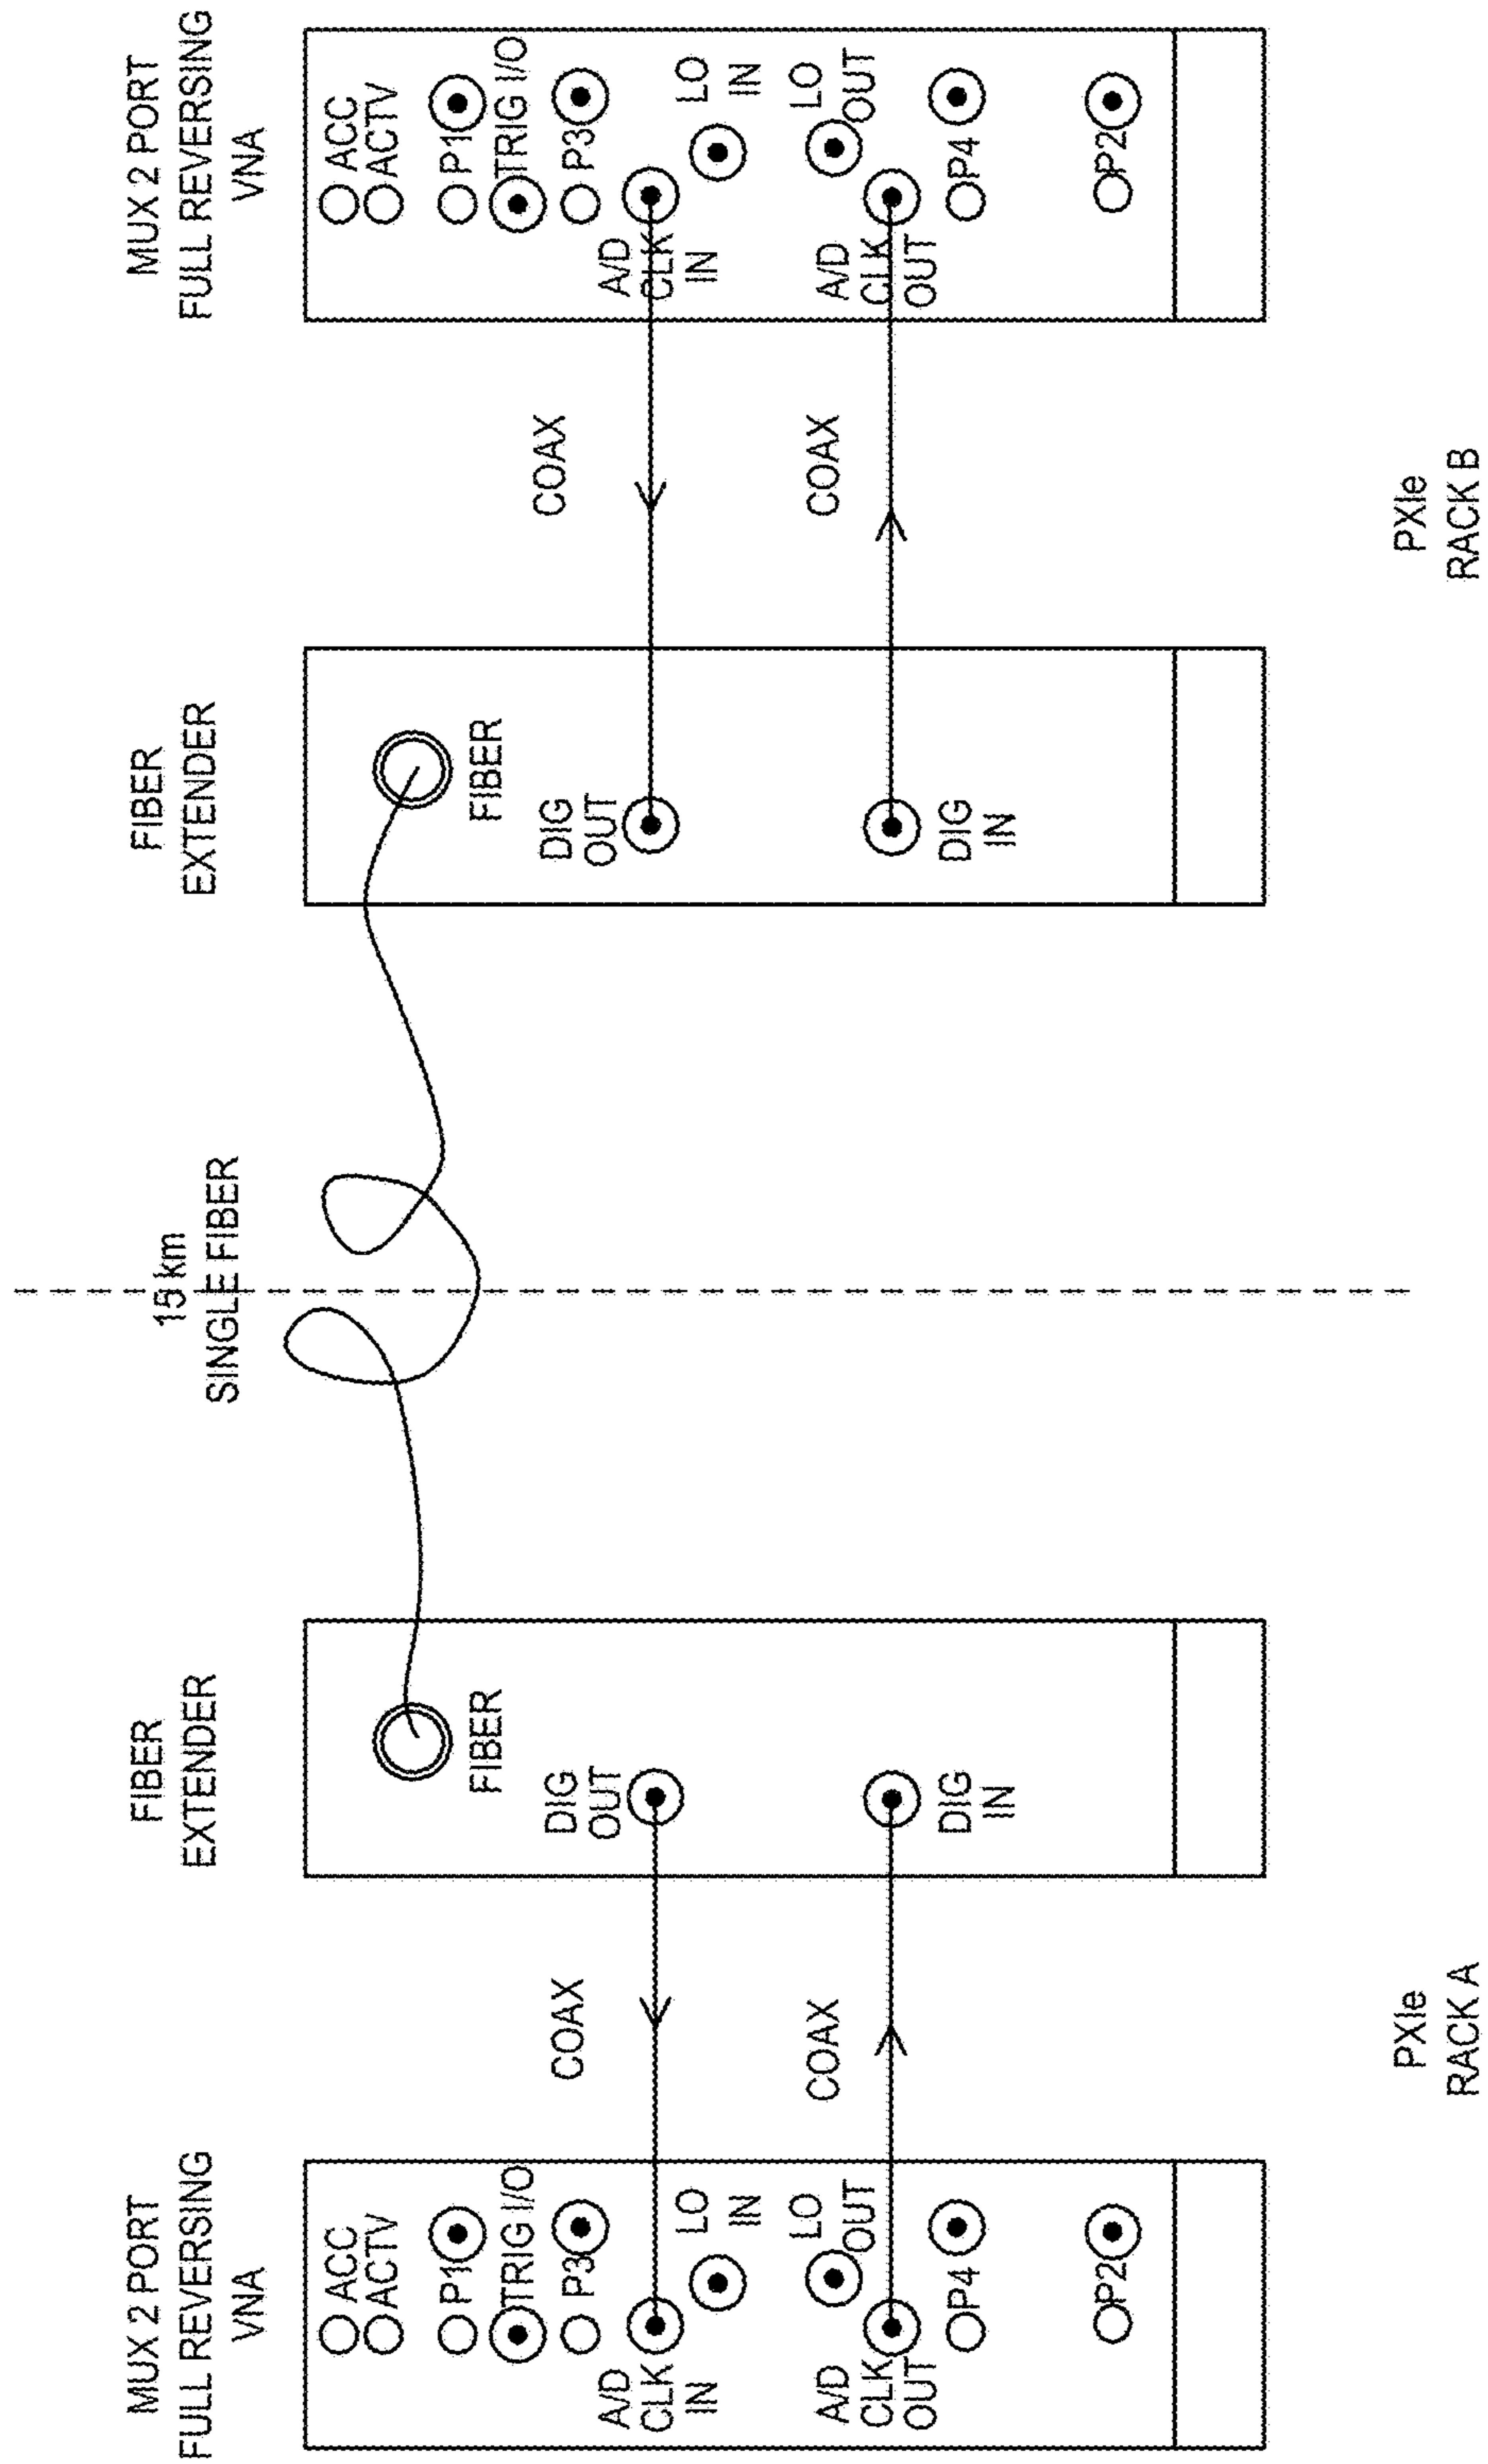 MUX 2 PORT
FULL REVERSING
VNA
ACC
ACTV
P1
TRIG I/O
P3
A/D
CLK
IN
LO
IN
LO
OUT
A/D
CLK
OUT
P4
P2
COAX
COAX
PXIe
RACK A
FIBER
EXTENDER
FIBER
DIG
OUT
DIG
IN
15 km
SINGLE FIBER
FIBER
EXTENDER
FIBER
DIG
OUT
DIG
IN
COAX
COAX
PXIe
RACK B
MUX 2 PORT
FULL REVERSING
VNA
ACC
ACTV
P1
TRIG I/O
P3
A/D
CLK
IN
LO
IN
LO
OUT
A/D
CLK
OUT
P4
P2